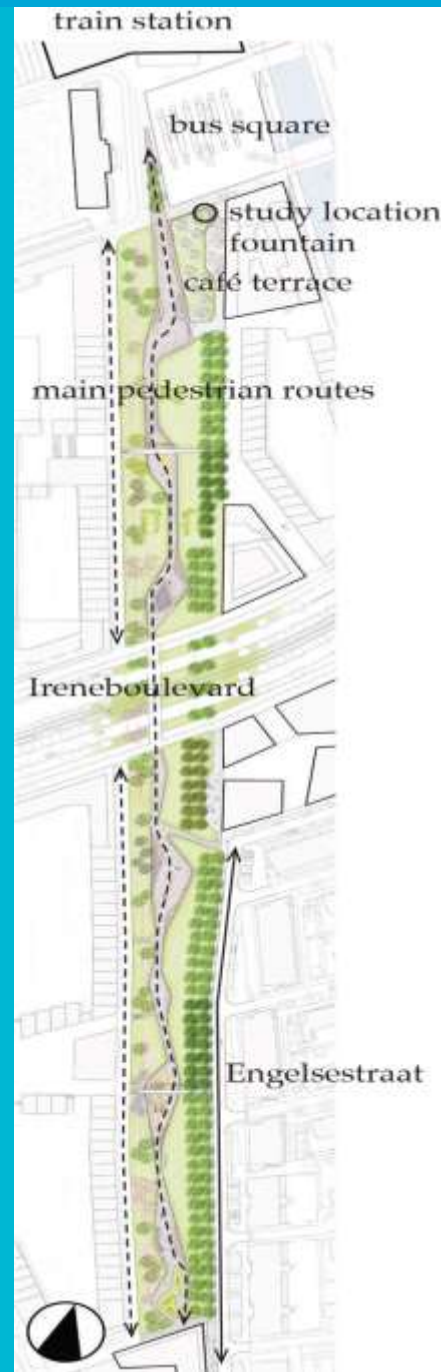 train station
bus square
study location
fountain
café terrace
main pedestrian routes
Ireneboulevard
Engelsestraat